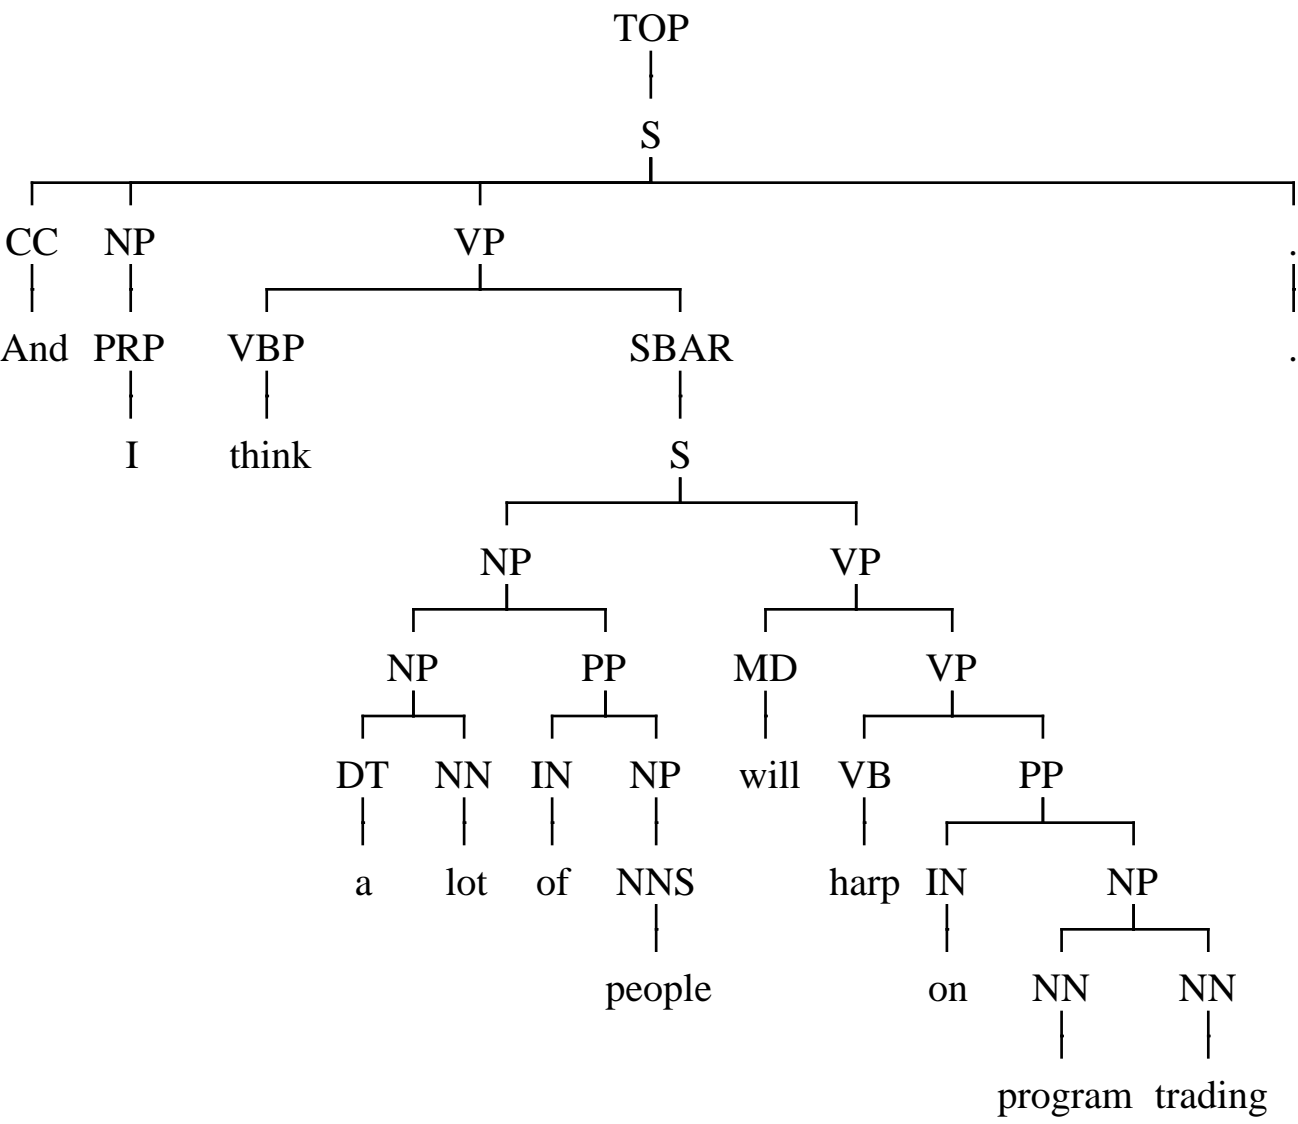 TOP
S
CC NP VP .
And PRP VBP SBAR .
I think S
NP VP
NP PP MD VP
DT NN IN NP will VB PP
a lot of NNS harp IN NP
people on NN NN
program trading